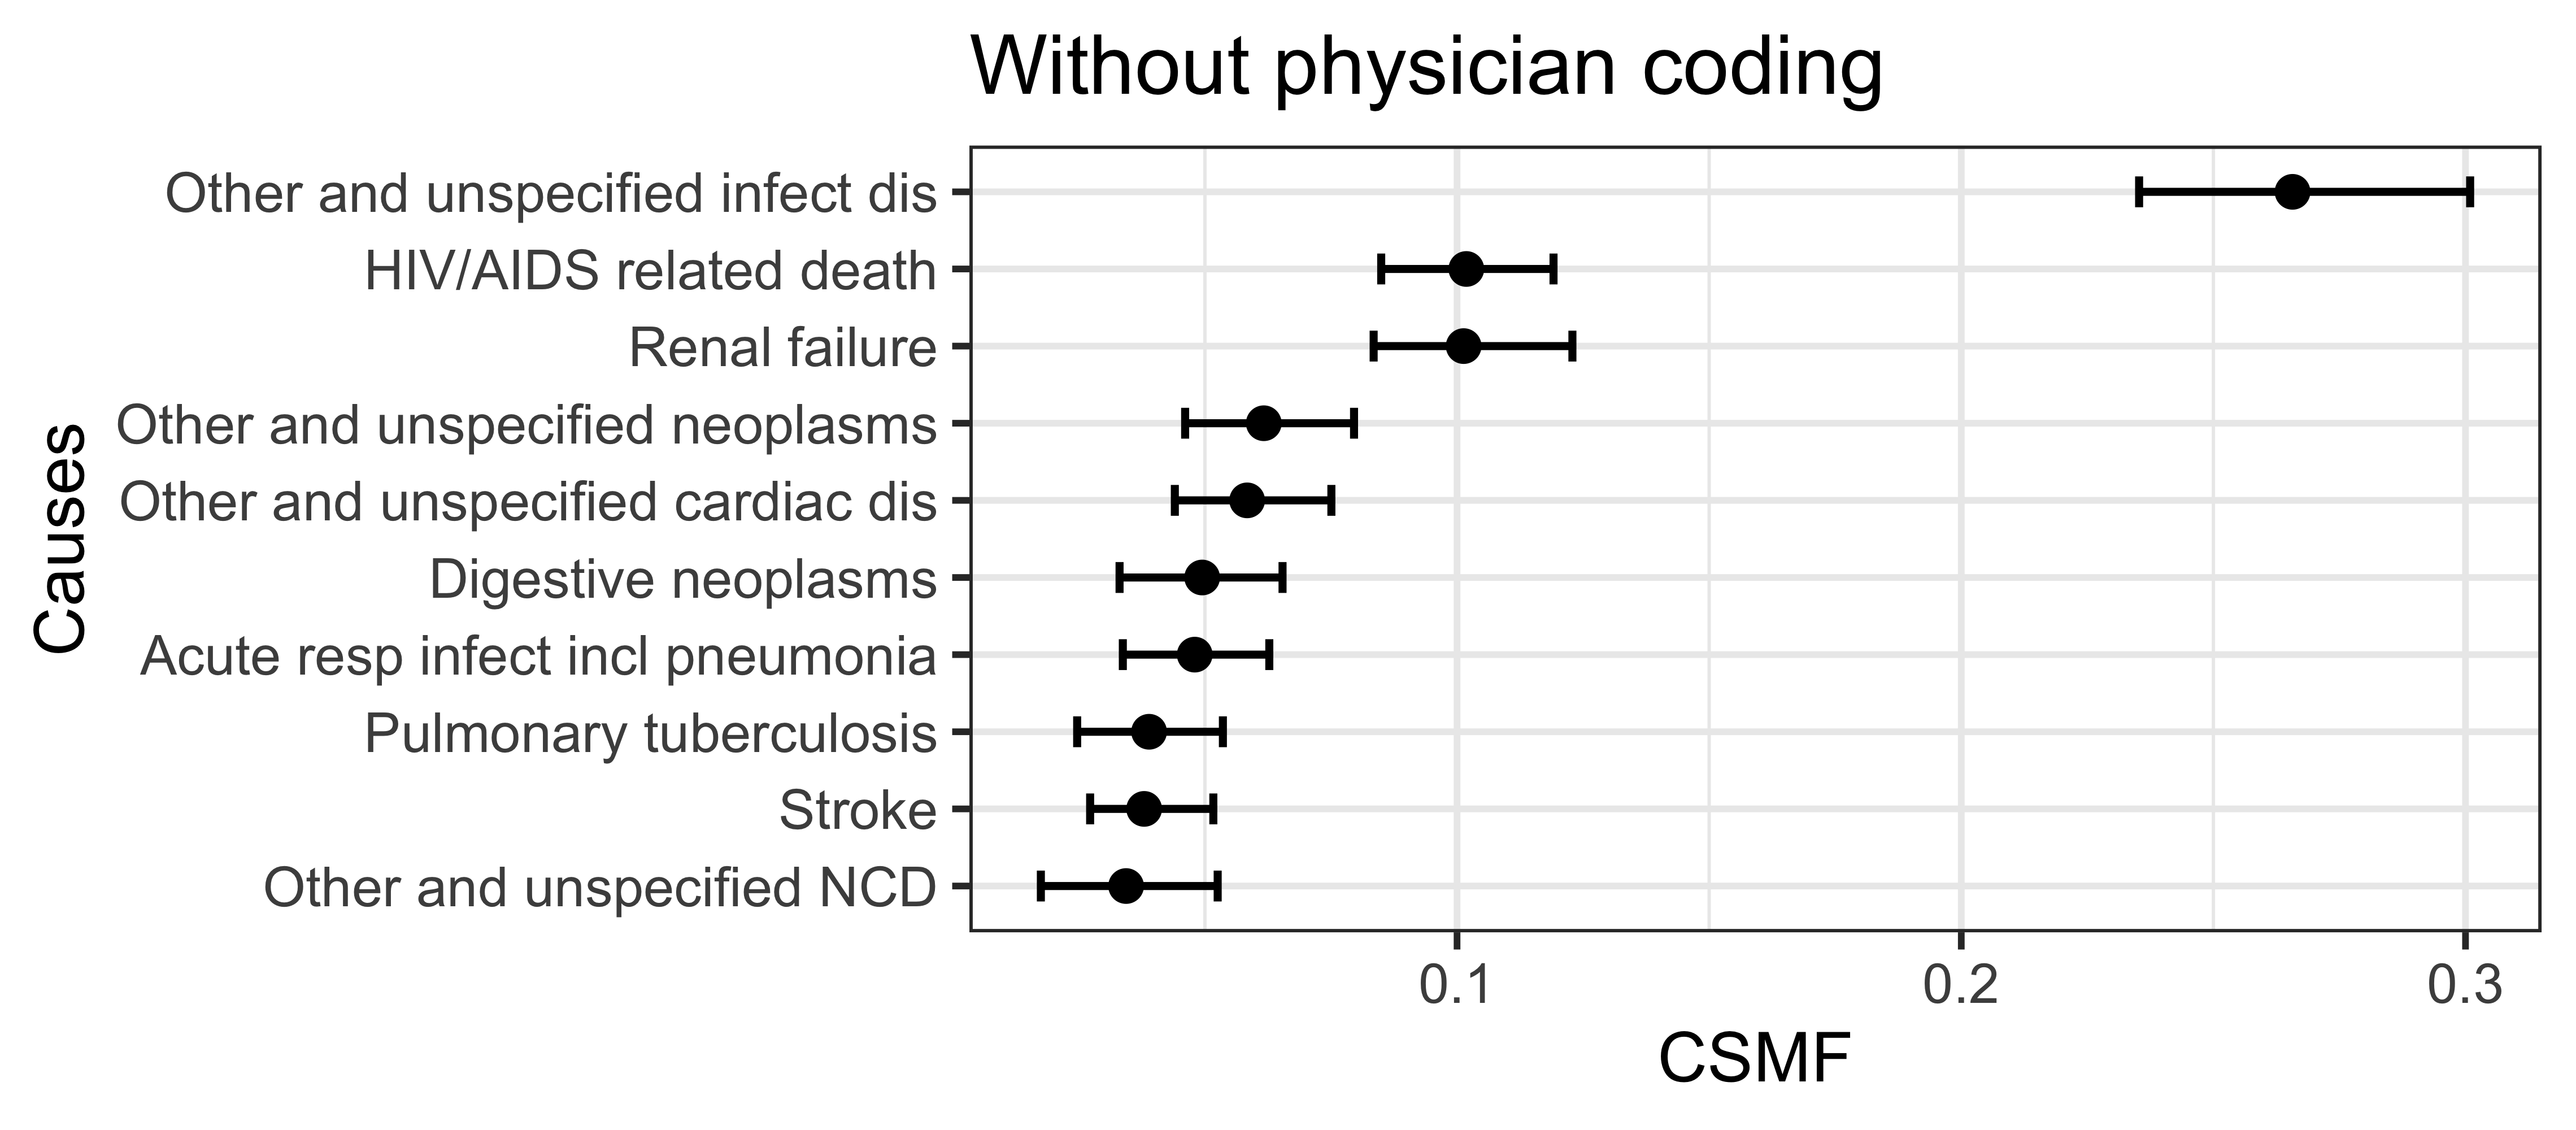 Without physician coding
Other and unspecified infect dis
HIV/AIDS related death
Renal failure
Other and unspecified neoplasms
Other and unspecified cardiac dis
Digestive neoplasms
Acute resp infect incl pneumonia
Pulmonary tuberculosis
Stroke
Other and unspecified NCD
Causes
0.1 0.2 0.3
CSMF